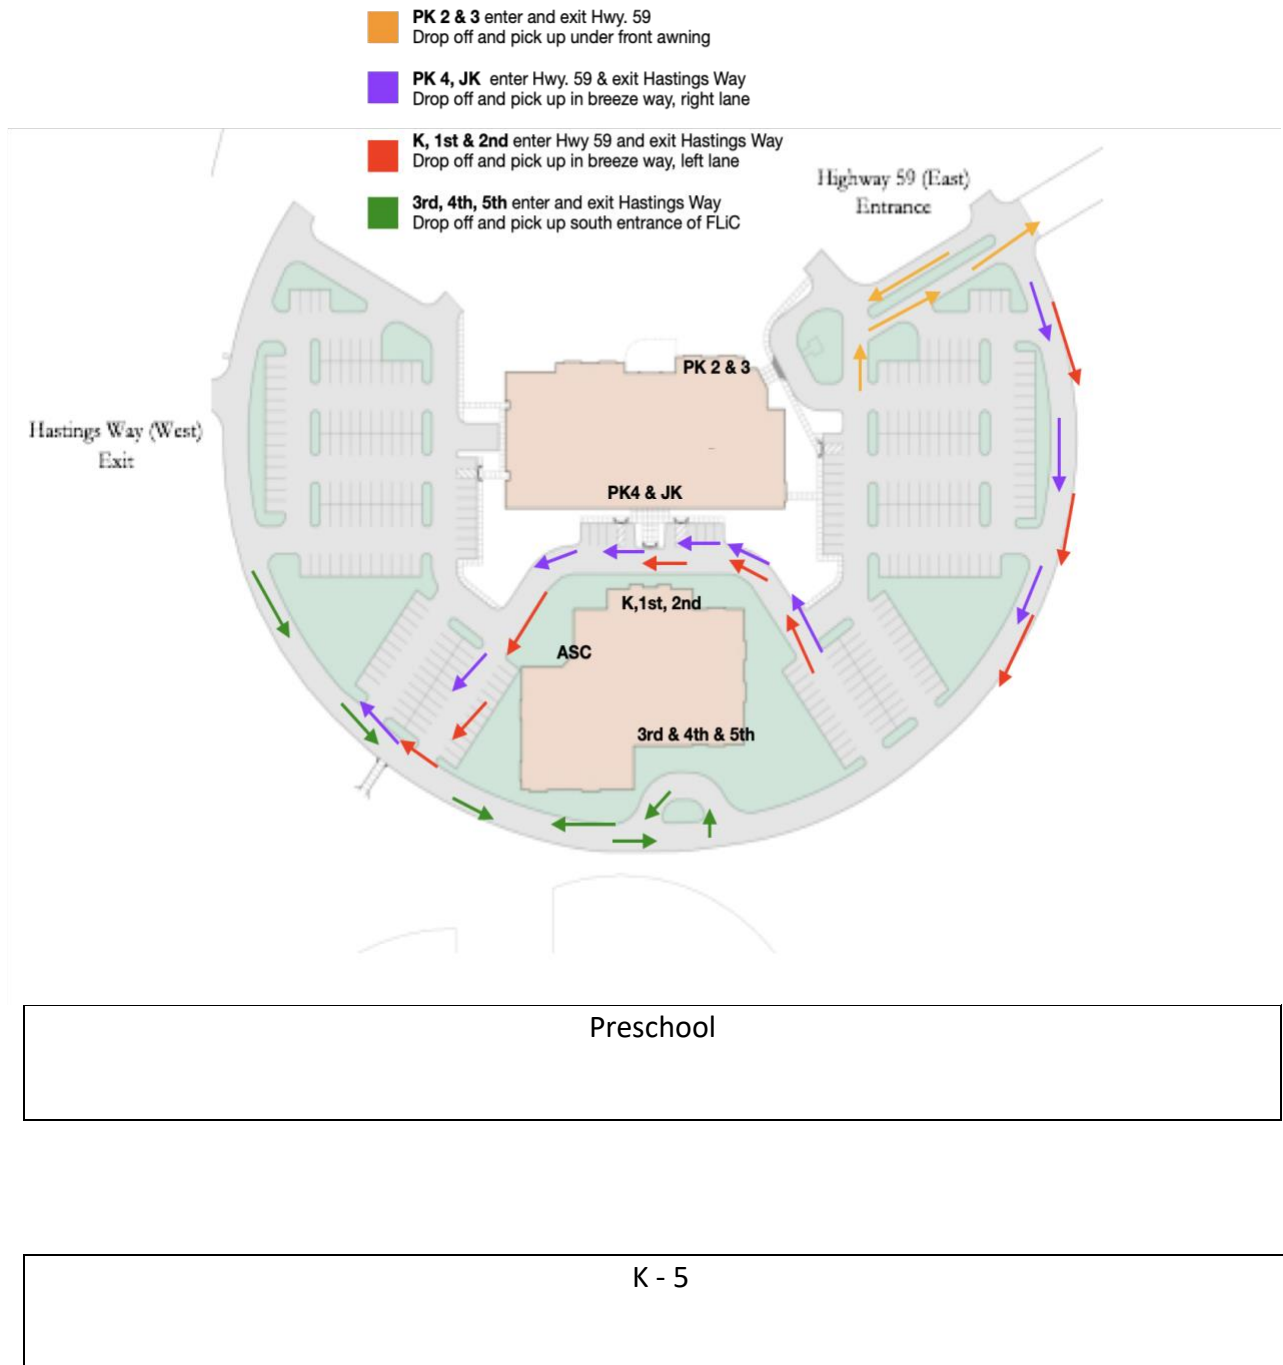 PK 2 & 3 enter and exit Hwy. 59
Drop off and pick up under front awning
PK 4, JK  enter Hwy. 59 & exit Hastings Way
Drop off and pick up in breeze way, right lane
K, 1st & 2nd enter Hwy 59 and exit Hastings Way
Drop off and pick up in breeze way, left lane
3rd, 4th, 5th enter and exit Hastings Way
Drop off and pick up south entrance of FLiC
Highway 59 (East)
Entrance
PK 2 & 3
Hastings Way (West)
Exit
PK4 & JK
K,1st, 2nd
ASC
3rd & 4th & 5th
Preschool
K - 5